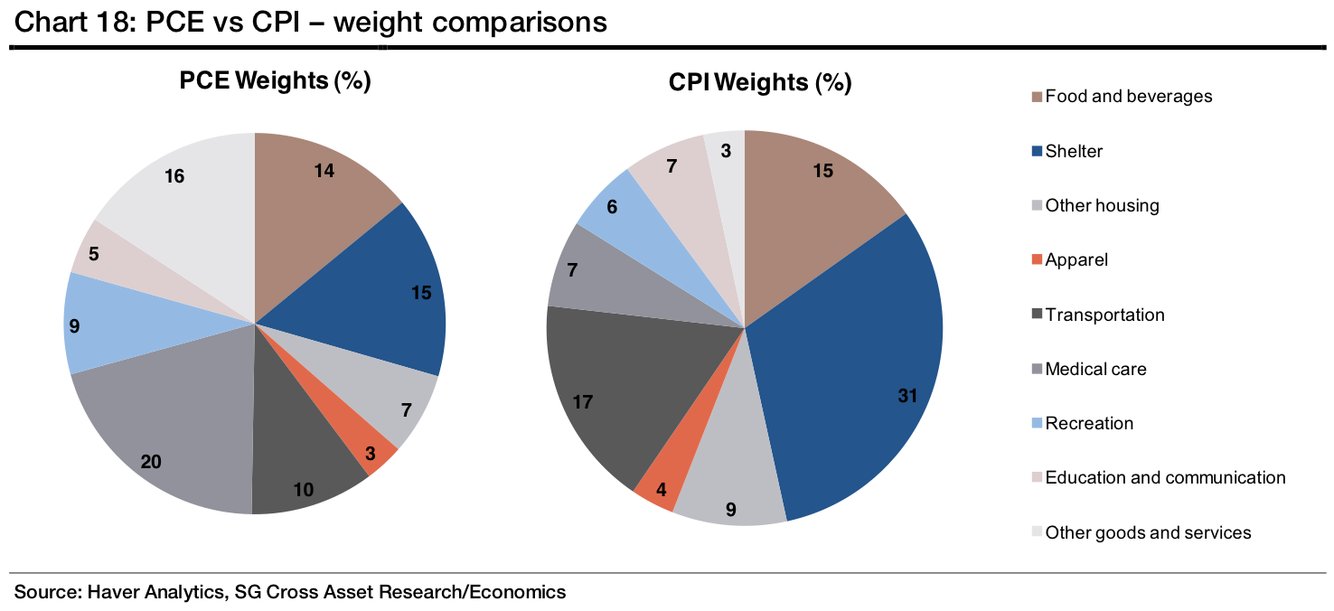 Chart 18: PCE vs CPI – weight comparisons
PCE Weights (%)
14
15
7
3
10
20
9
5
16
CPI Weights (%)
15
31
9
4
17
7
6
7
3
Food and beverages
Shelter
Other housing
Apparel
Transportation
Medical care
Recreation
Education and communication
Other goods and services
Source: Haver Analytics, SG Cross Asset Research/Economics